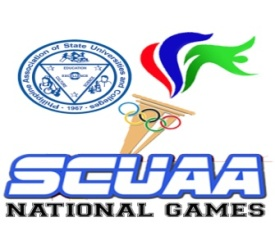 Philippine Association of State Universities and Colleges
1967
SCUAA
NATIONAL GAMES